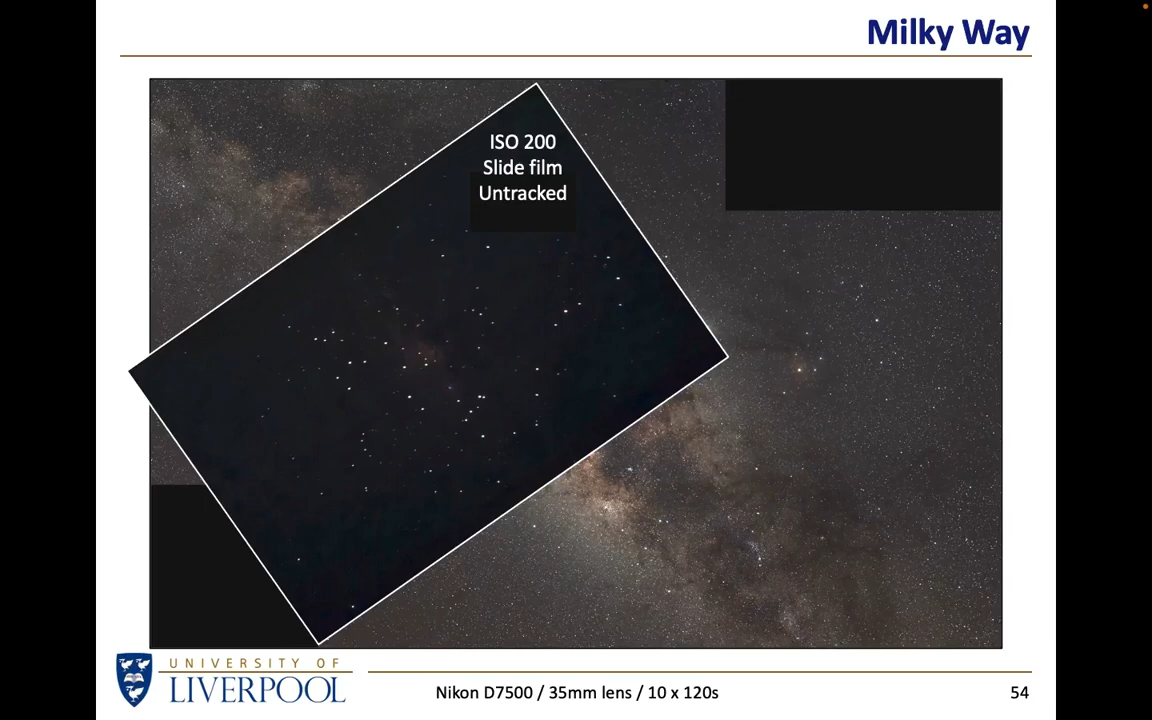 Milky Way
ISO 200
Slide film
Untracked
UNIVERSITY OF
LIVERPOOL
Nikon D7500 / 35mm lens / 10 x 120s
54